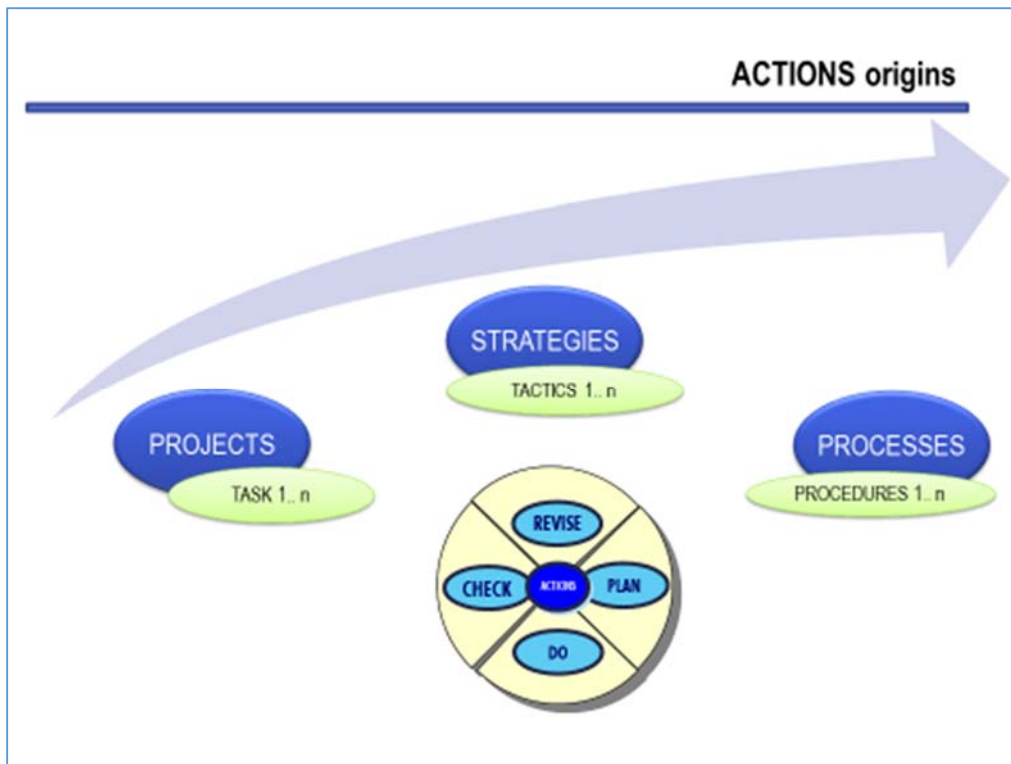 ACTIONS origins
STRATEGIES
TACTICS 1.. n
PROJECTS
TASK 1.. n
PROCESSES
PROCEDURES 1.. n
REVISE
CHECK
ACTIONS
PLAN
DO